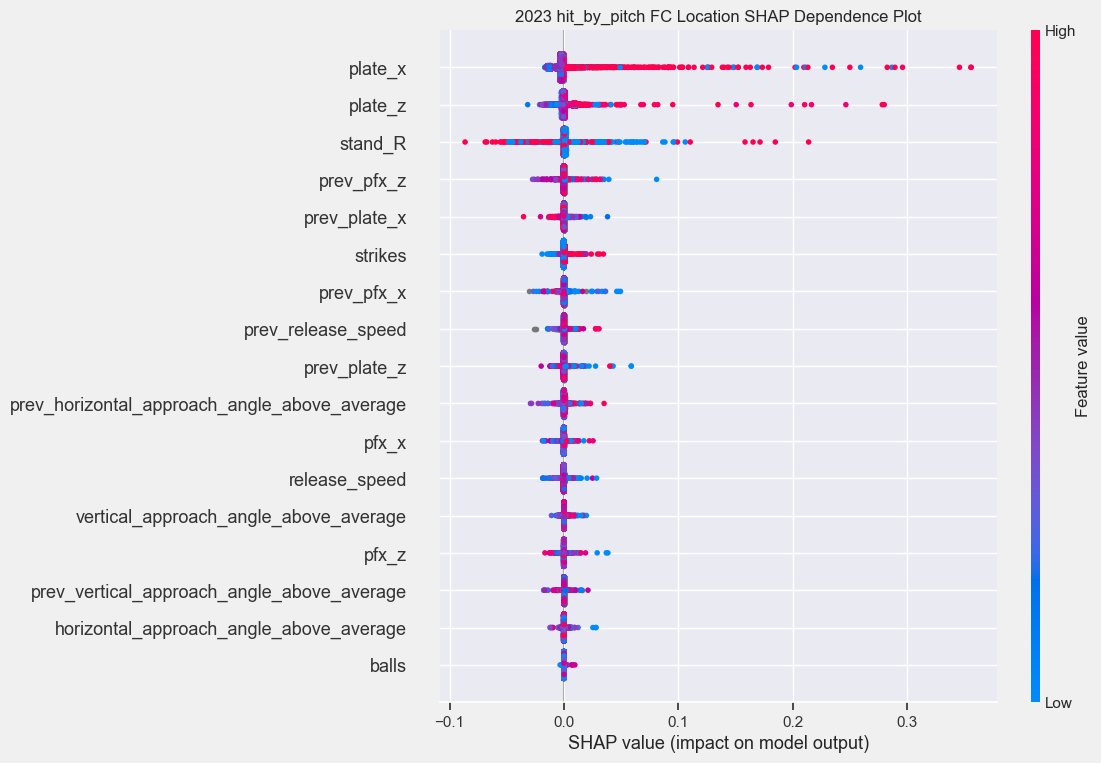 2023 hit_by_pitch FC Location SHAP Dependence Plot
High
plate_x
plate_z
stand_R
prev_pfx_z
prev_plate_x
strikes
prev_pfx_x
prev_release_speed
prev_plate_z
prev_horizontal_approach_angle_above_average
pfx_x
release_speed
vertical_approach_angle_above_average
pfx_z
prev_vertical_approach_angle_above_average
horizontal_approach_angle_above_average
balls
Feature value
Low
−0.1 0.0 0.1 0.2 0.3
SHAP value (impact on model output)